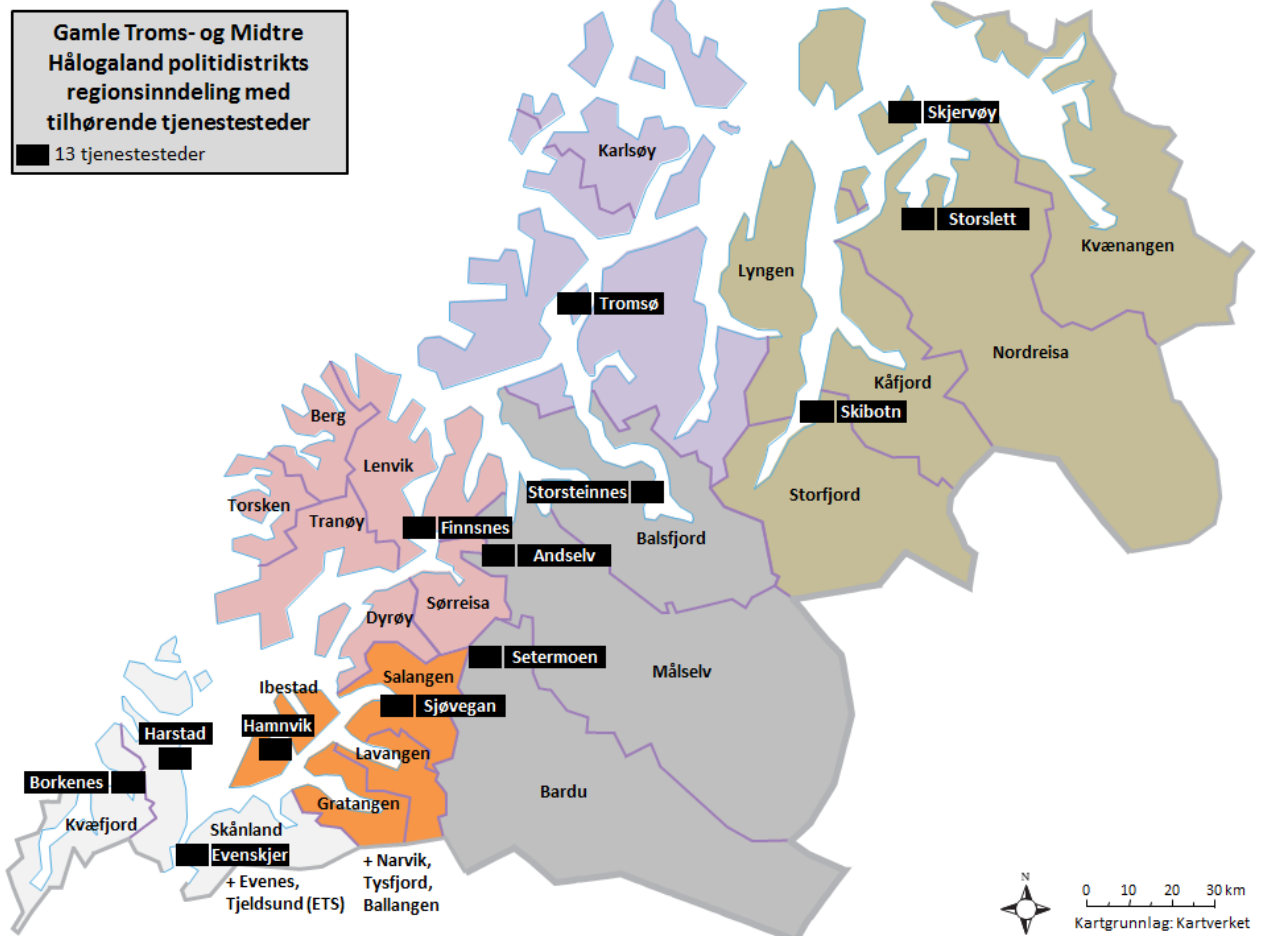 Gamle Troms- og Midtre
Hålogaland politidistrikts
regionsinndeling med
tilhørende tjenestesteder
13 tjenestesteder
Skjervøy
Karlsøy
Storslett
Kvænangen
Lyngen
Tromsø
Nordreisa
Kåfjord
Skibotn
Berg
Lenvik
Storsteinnes
Storfjord
Torsken
Tranøy
Finnsnes
Balsfjord
Andselv
Dyrøy
Sørreisa
Setermoen
Målselv
Salangen
Ibestad
Sjøvegan
Hamnvik
Harstad
Lavangen
Borkenes
Bardu
Gratangen
Kvæfjord
Skånland
Evenskjer
+ Evenes,
Tjeldsund (ETS)
+ Narvik,
Tysfjord,
Ballangen
N
0 10 20 30 km
Kartgrunnlag: Kartverket